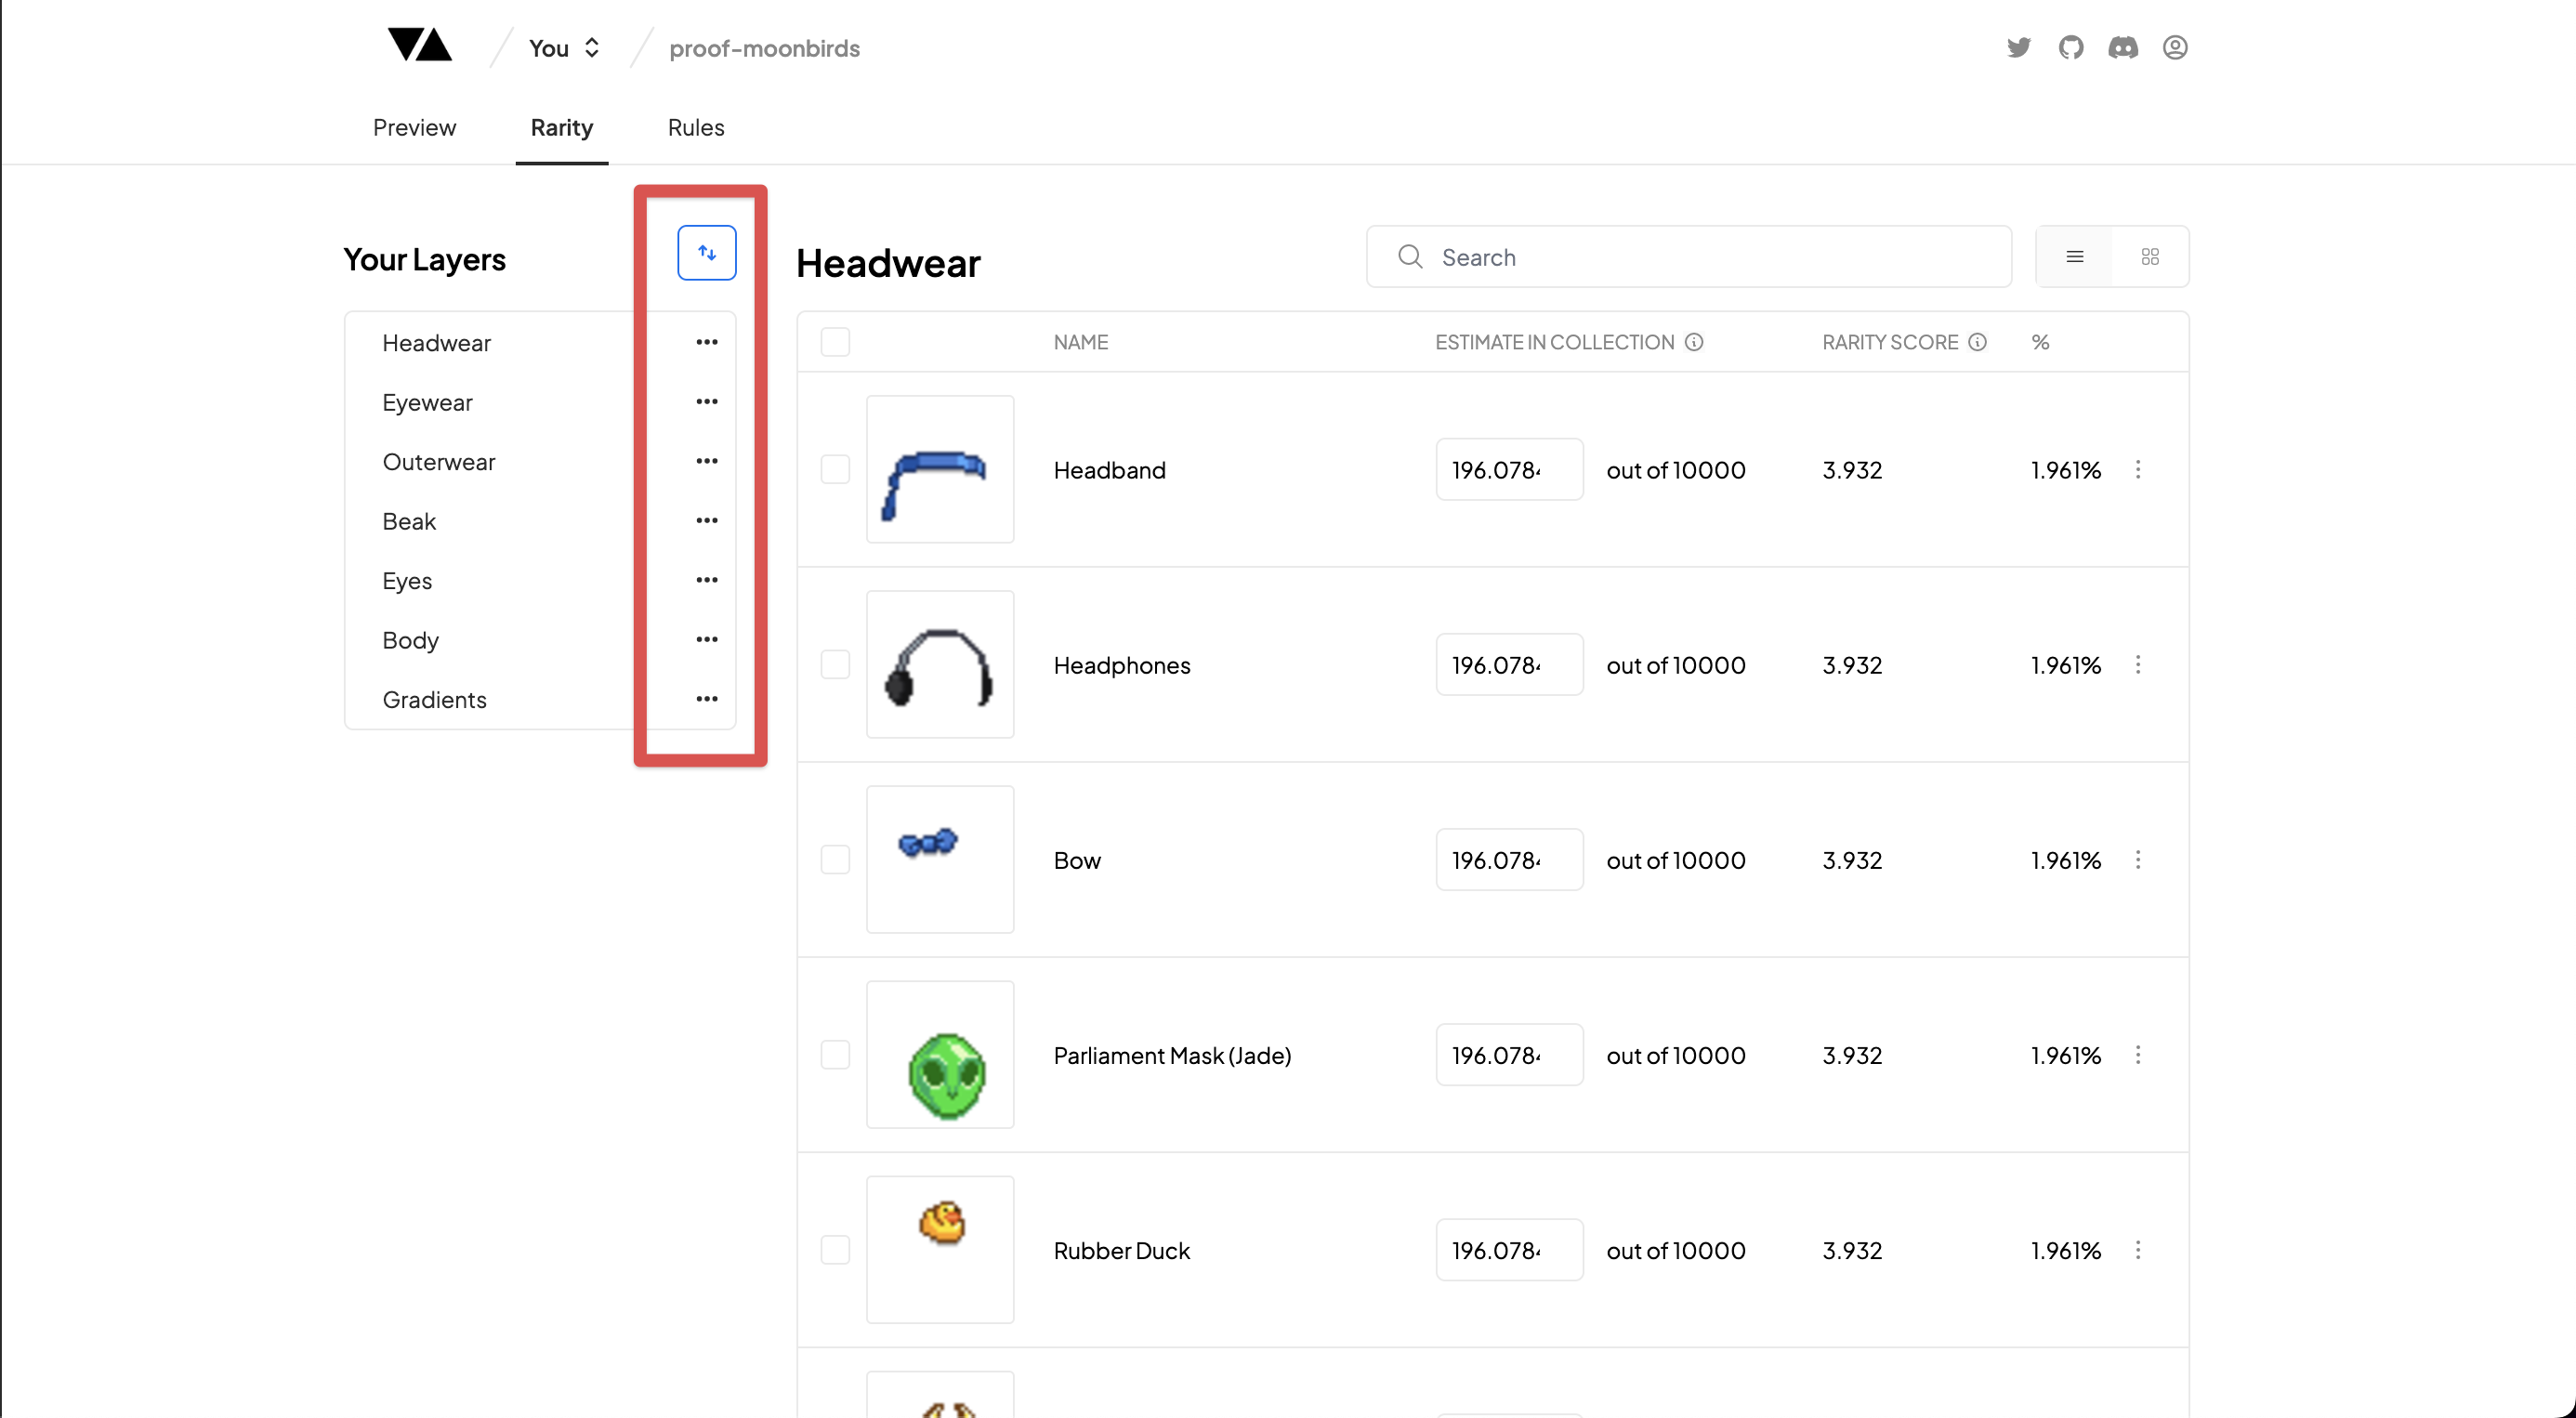 You
proof-moonbirds
Preview
Rarity
Rules
Your Layers
Headwear
Eyewear
Outerwear
Beak
Eyes
Body
Gradients
Headwear
Search
NAME ESTIMATE IN COLLECTION RARITY SCORE %
Headband 196.078 out of 10000 3.932 1.961%
Headphones 196.078 out of 10000 3.932 1.961%
Bow 196.078 out of 10000 3.932 1.961%
Parliament Mask (Jade) 196.078 out of 10000 3.932 1.961%
Rubber Duck 196.078 out of 10000 3.932 1.961%